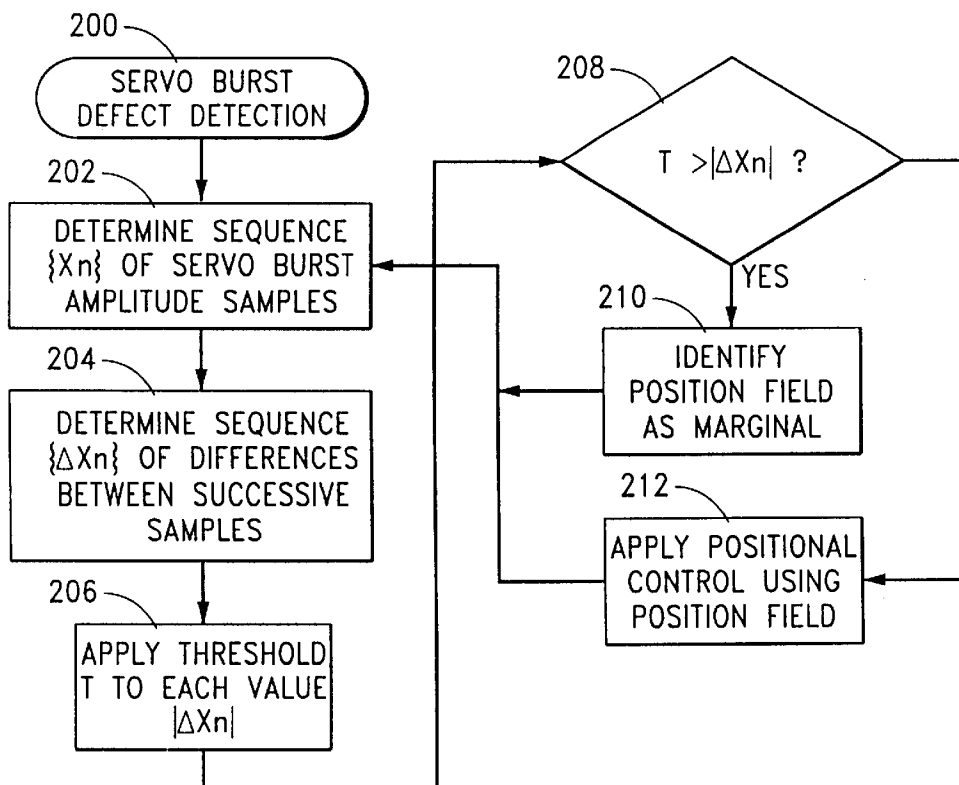 200
SERVO BURST
DEFECT DETECTION
202
DETERMINE SEQUENCE
{Xn} OF SERVO BURST
AMPLITUDE SAMPLES
204
DETERMINE SEQUENCE
{ΔXn} OF DIFFERENCES
BETWEEN SUCCESSIVE
SAMPLES
206
APPLY THRESHOLD
T TO EACH VALUE
|ΔXn|
208
T >|ΔXn| ?
YES
210
IDENTIFY
POSITION FIELD
AS MARGINAL
212
APPLY POSITIONAL
CONTROL USING
POSITION FIELD